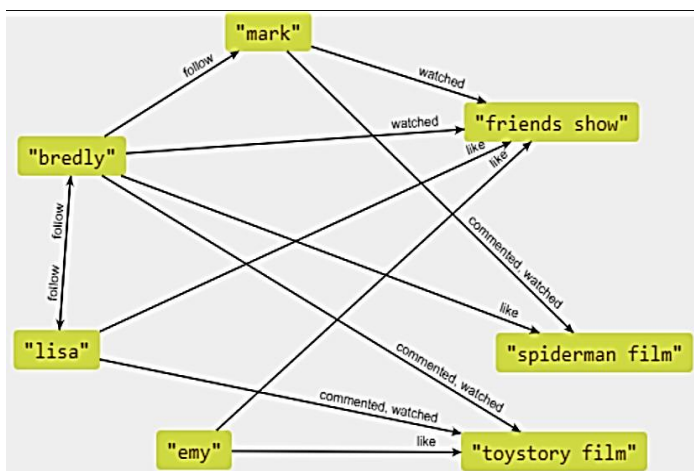 "mark"
follow
watched
"friends show"
watched
"bredly"
like
like
follow
follow
commented, watched
like
"lisa"
"spiderman film"
commented, watched
commented, watched
like
"emy"
"toystory film"